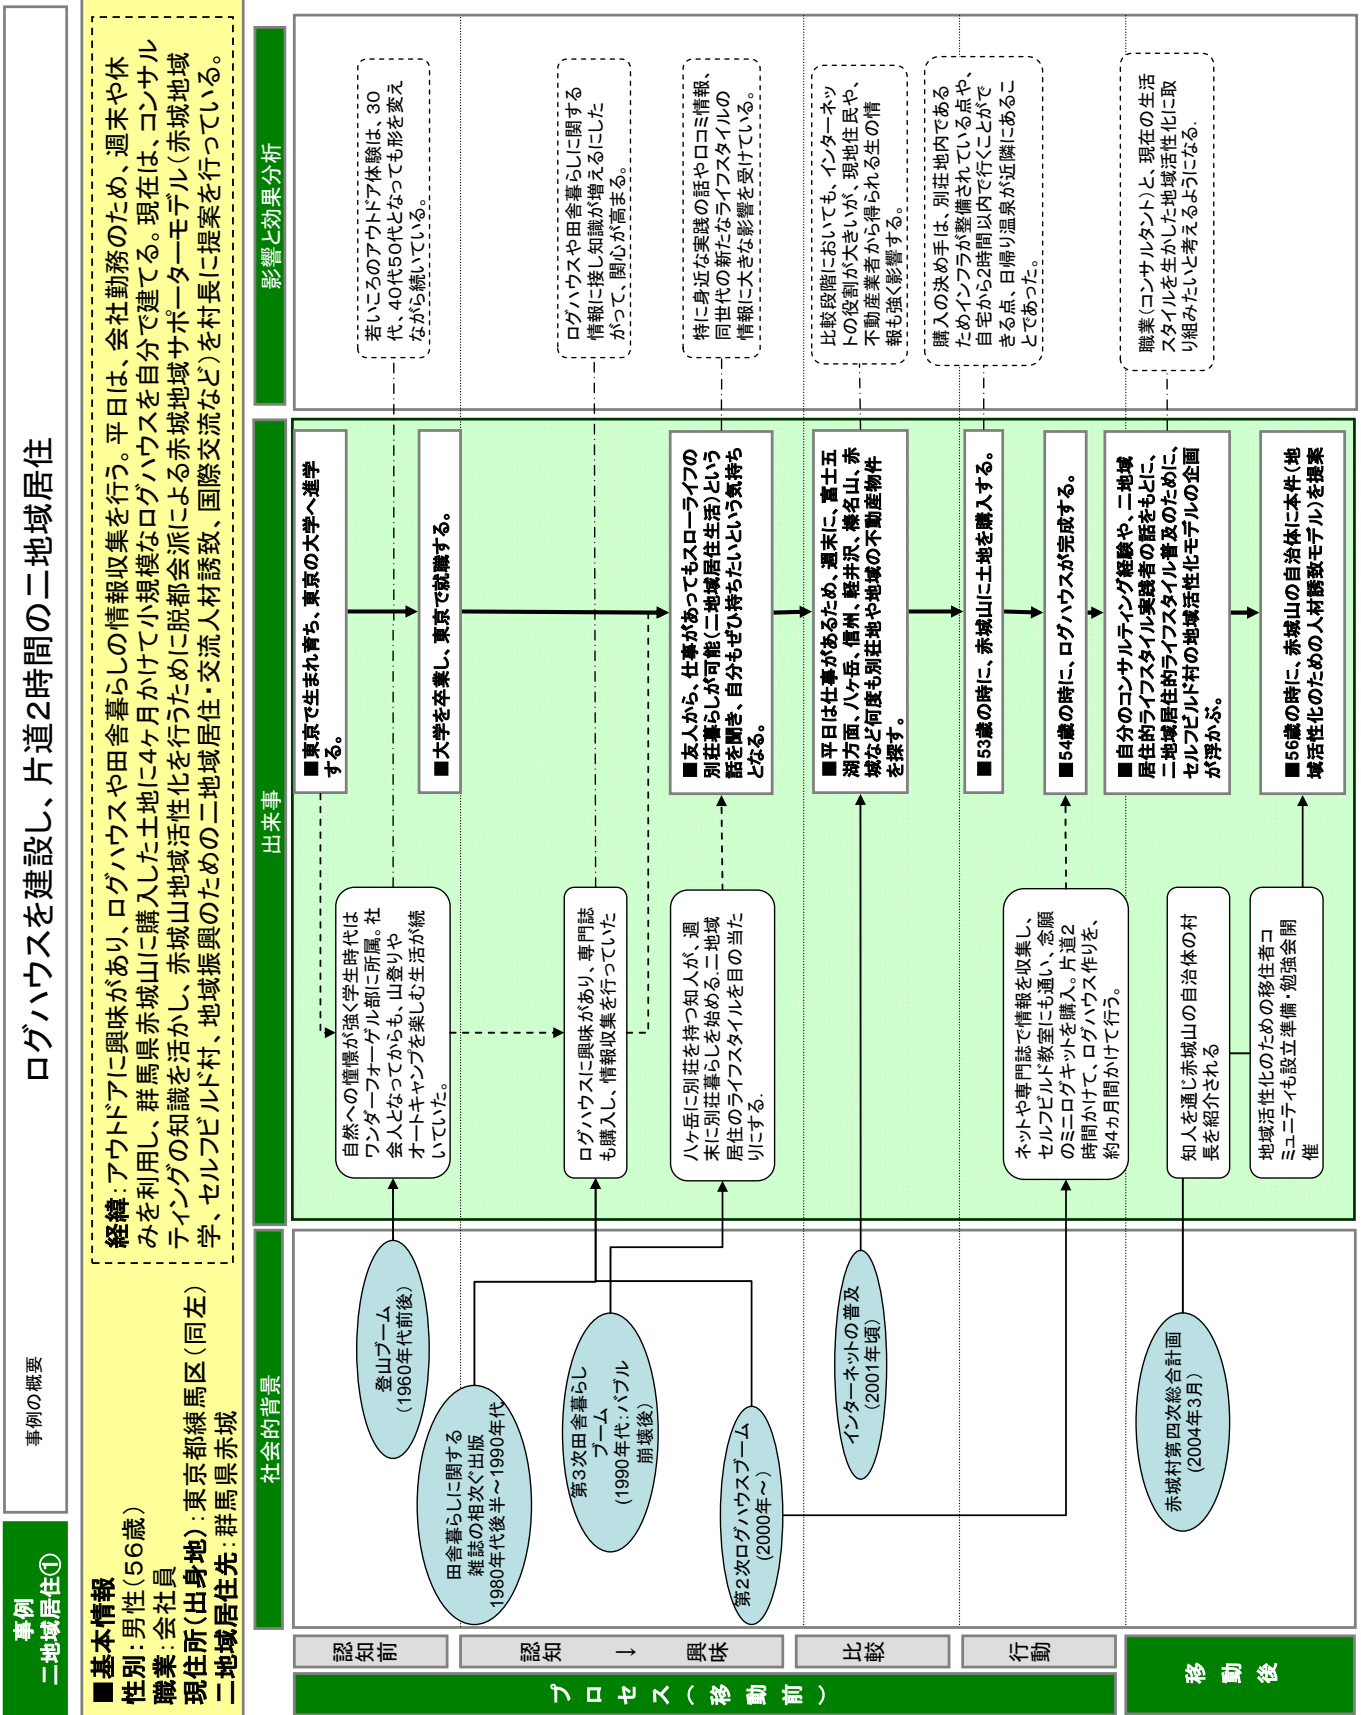 事例
二地域居住①
事例の概要
ログハウスを建設し、片道2時間の二地域居住
■基本情報
性別:男性(56歳)
職業:会社員
現住所(出身地):東京都練馬区(同左)
二地域居住先:群馬県赤城
経緯:アウトドアに興味があり、ログハウスや田舎暮らしの情報収集を行う。平日は、会社勤務のため、週末や休
みを利用し、群馬県赤城山に購入した土地に4ヶ月かけて小規模なログハウスを自分で建てる。現在は、コンサル
ティングの知識を活かし、赤城山地域活性化を行うために脱都会派による赤城地域サポーターモデル(赤城地域
学、セルフビルド村、地域振興のための二地域居住・交流人材誘致、国際交流など)を村長に提案を行っている。
社会的背景
出来事
影響と効果分析
プロセス(移動前)
認知前
認知
↓
興味
比較
行動
移動後
登山ブーム
(1960年代前後)
田舎暮らしに関する
雑誌の相次ぐ出版
1980年代後半~1990年代
第3次田舎暮らし
ブーム
(1990年代:バブル
崩壊後)
第2次ログハウスブーム
(2000年~)
インターネットの普及
(2001年頃)
赤城村第四次総合計画
(2004年3月)
自然への憧憬が強く学生時代は
ワンダーフォーゲル部に所属。社
会人となってからも、山登りや
オートキャンプを楽しむ生活が続
いていた。
ログハウスに興味があり、専門誌
も購入し、情報収集を行っていた
八ヶ岳に別荘を持つ知人が、週
末に別荘暮らしを始める.二地域
居住のライフスタイルを目の当た
りにする.
ネットや専門誌で情報を収集し、
セルフビルド教室にも通い、念願
のミニログキットを購入。片道2
時間かけて、ログハウス作りを、
約4カ月間かけて行う。
知人を通じ赤城山の自治体の村
長を紹介される
地域活性化のための移住者コ
ミュニティも設立準備・勉強会開
催
■東京で生まれ育ち、東京の大学へ進学
する。
■大学を卒業し、東京で就職する。
■友人から、仕事があってもスローライフの
別荘暮らしが可能(二地域居住生活)という
話を聞き、自分もぜひ持ちたいという気持ち
となる。
■平日は仕事があるため、週末に、富士五
湖方面、八ヶ岳、信州、軽井沢、榛名山、赤
城など何度も別荘地や地域の不動産物件
を探す。
■53歳の時に、赤城山に土地を購入する。
■54歳の時に、ログハウスが完成する。
■自分のコンサルティング経験や、二地域
居住的ライフスタイル実践者の話をもとに、
二地域居住的ライフスタイル普及のために、
セルフビルド村の地域活性化モデルの企画
が浮かぶ。
■56歳の時に、赤城山の自治体に本件(地
域活性化のための人材誘致モデル)を提案
若いころのアウトドア体験は、30
代、40代50代となっても形を変え
ながら続いている。
ログハウスや田舎暮らしに関する
情報に接し知識が増えるにした
がって、関心が高まる。
特に身近な実践の話や口コミ情報、
同世代の新たなライフスタイルの
情報に大きな影響を受けている。
比較段階においても、インターネッ
トの役割が大きいが、現地住民や、
不動産業者から得られる生の情
報も強く影響する。
購入の決め手は、別荘地内である
ためインフラが整備されている点や、
自宅から2時間以内で行くことがで
きる点、日帰り温泉が近隣にあるこ
とであった。
職業(コンサルタント)と、現在の生活
スタイルを生かした地域活性化に取
り組みたいと考えるようになる.